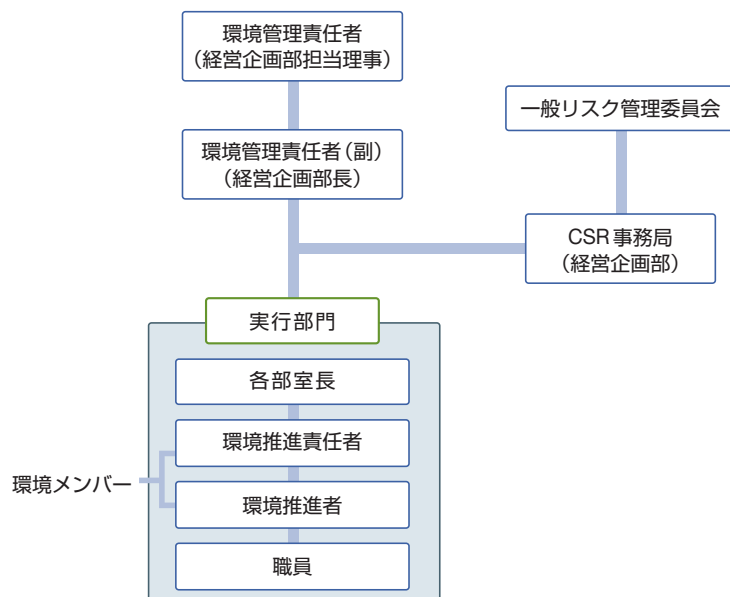 環境管理責任者
（経営企画部担当理事）
一般リスク管理委員会
環境管理責任者（副）
（経営企画部長）
CSR事務局
（経営企画部）
実行部門
各部室長
環境推進責任者
環境メンバー
環境推進者
職員